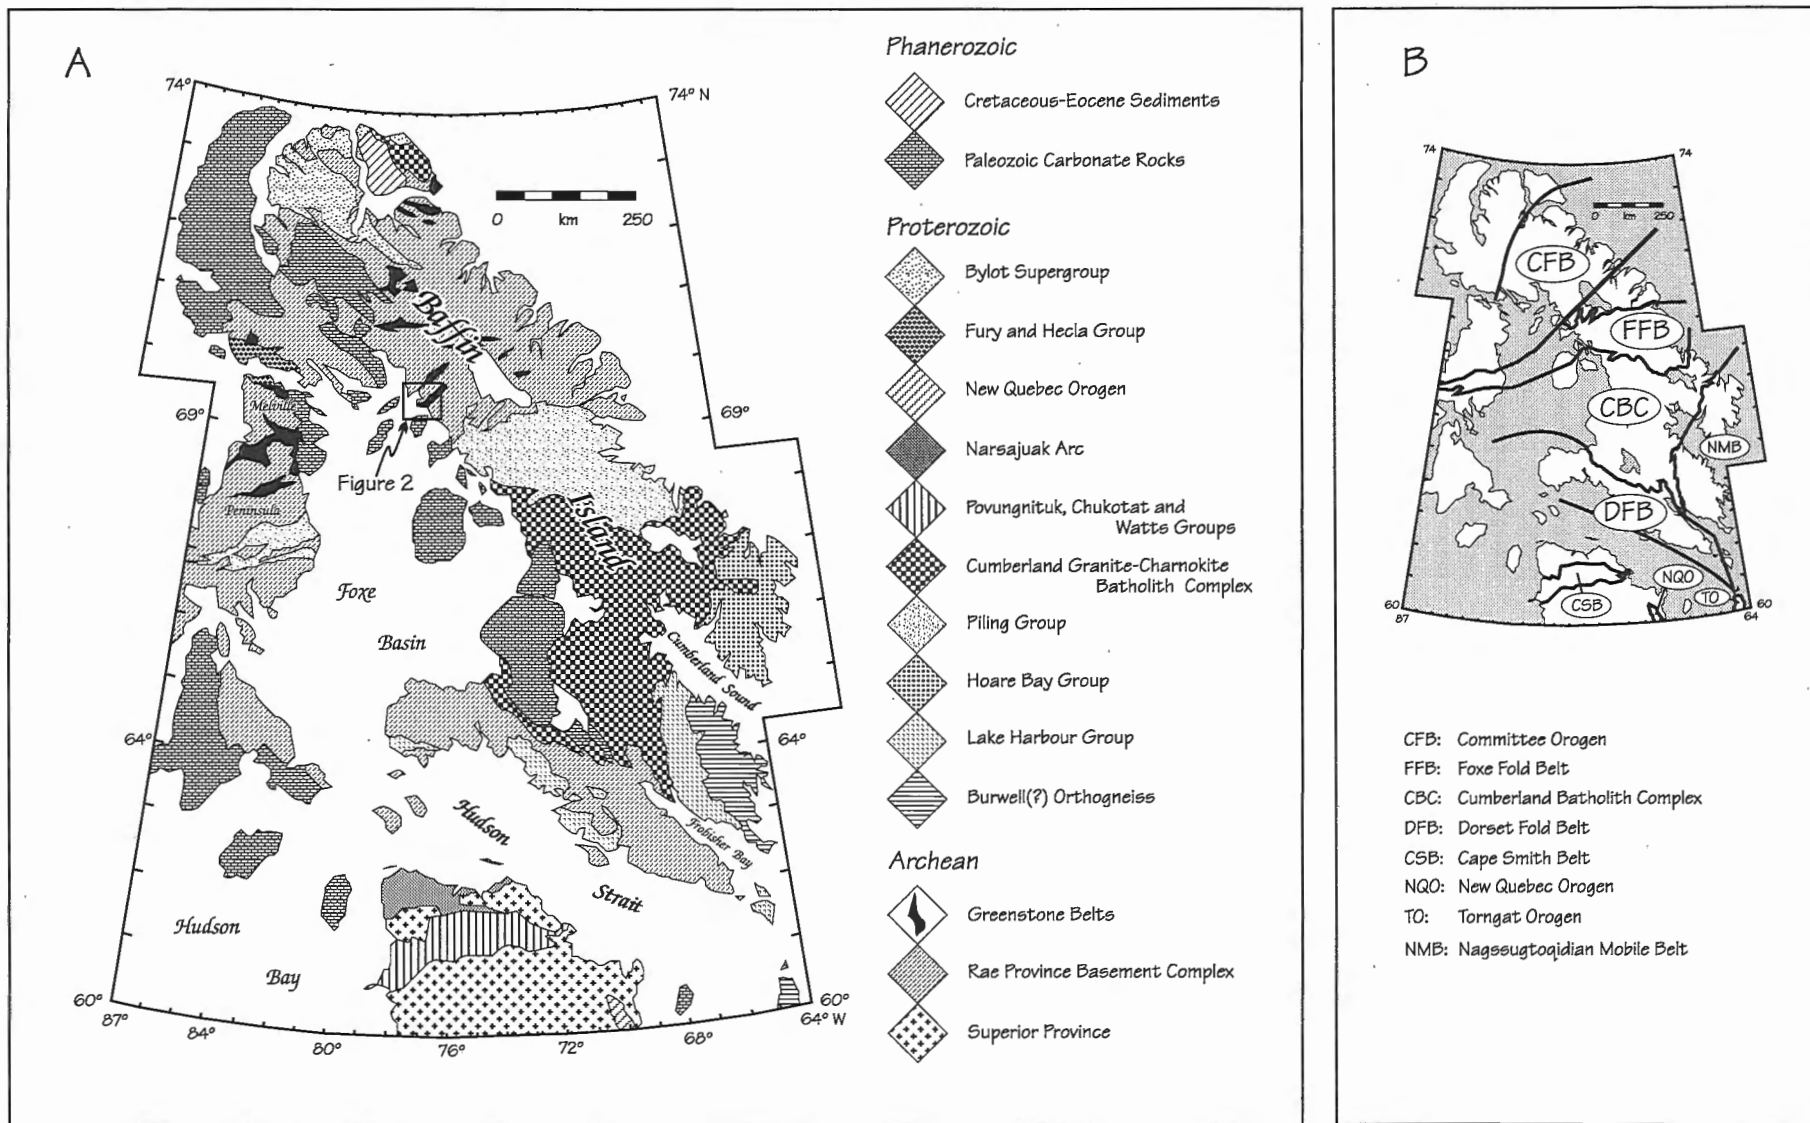 A
74°
74° N
0 km 250
Baffin
Island
69°
69°
Melville
Peninsula
Figure 2
Foxe
Basin
Cumberland Sound
64°
64°
Hudson
Strait
Frobisher Bay
Hudson
Bay
60°
60°
87°
84°
80°
76°
72°
68°
64° W
Phanerozoic
Cretaceous-Eocene Sediments
Paleozoic Carbonate Rocks
Proterozoic
Bylot Supergroup
Fury and Hecla Group
New Quebec Orogen
Narsajuak Arc
Povungnituk, Chukotat and
Watts Groups
Cumberland Granite-Charnokite
Batholith Complex
Piling Group
Hoare Bay Group
Lake Harbour Group
Burwell(?) Orthogneiss
Archean
Greenstone Belts
Rae Province Basement Complex
Superior Province
B
74
74
0 km 250
CFB
FFB
CBC
NMB
DFB
NQO
TO
CSB
60
60
87
64
CFB: Committee Orogen
FFB: Foxe Fold Belt
CBC: Cumberland Batholith Complex
DFB: Dorset Fold Belt
CSB: Cape Smith Belt
NQO: New Quebec Orogen
TO: Torngat Orogen
NMB: Nagssugtoqidian Mobile Belt